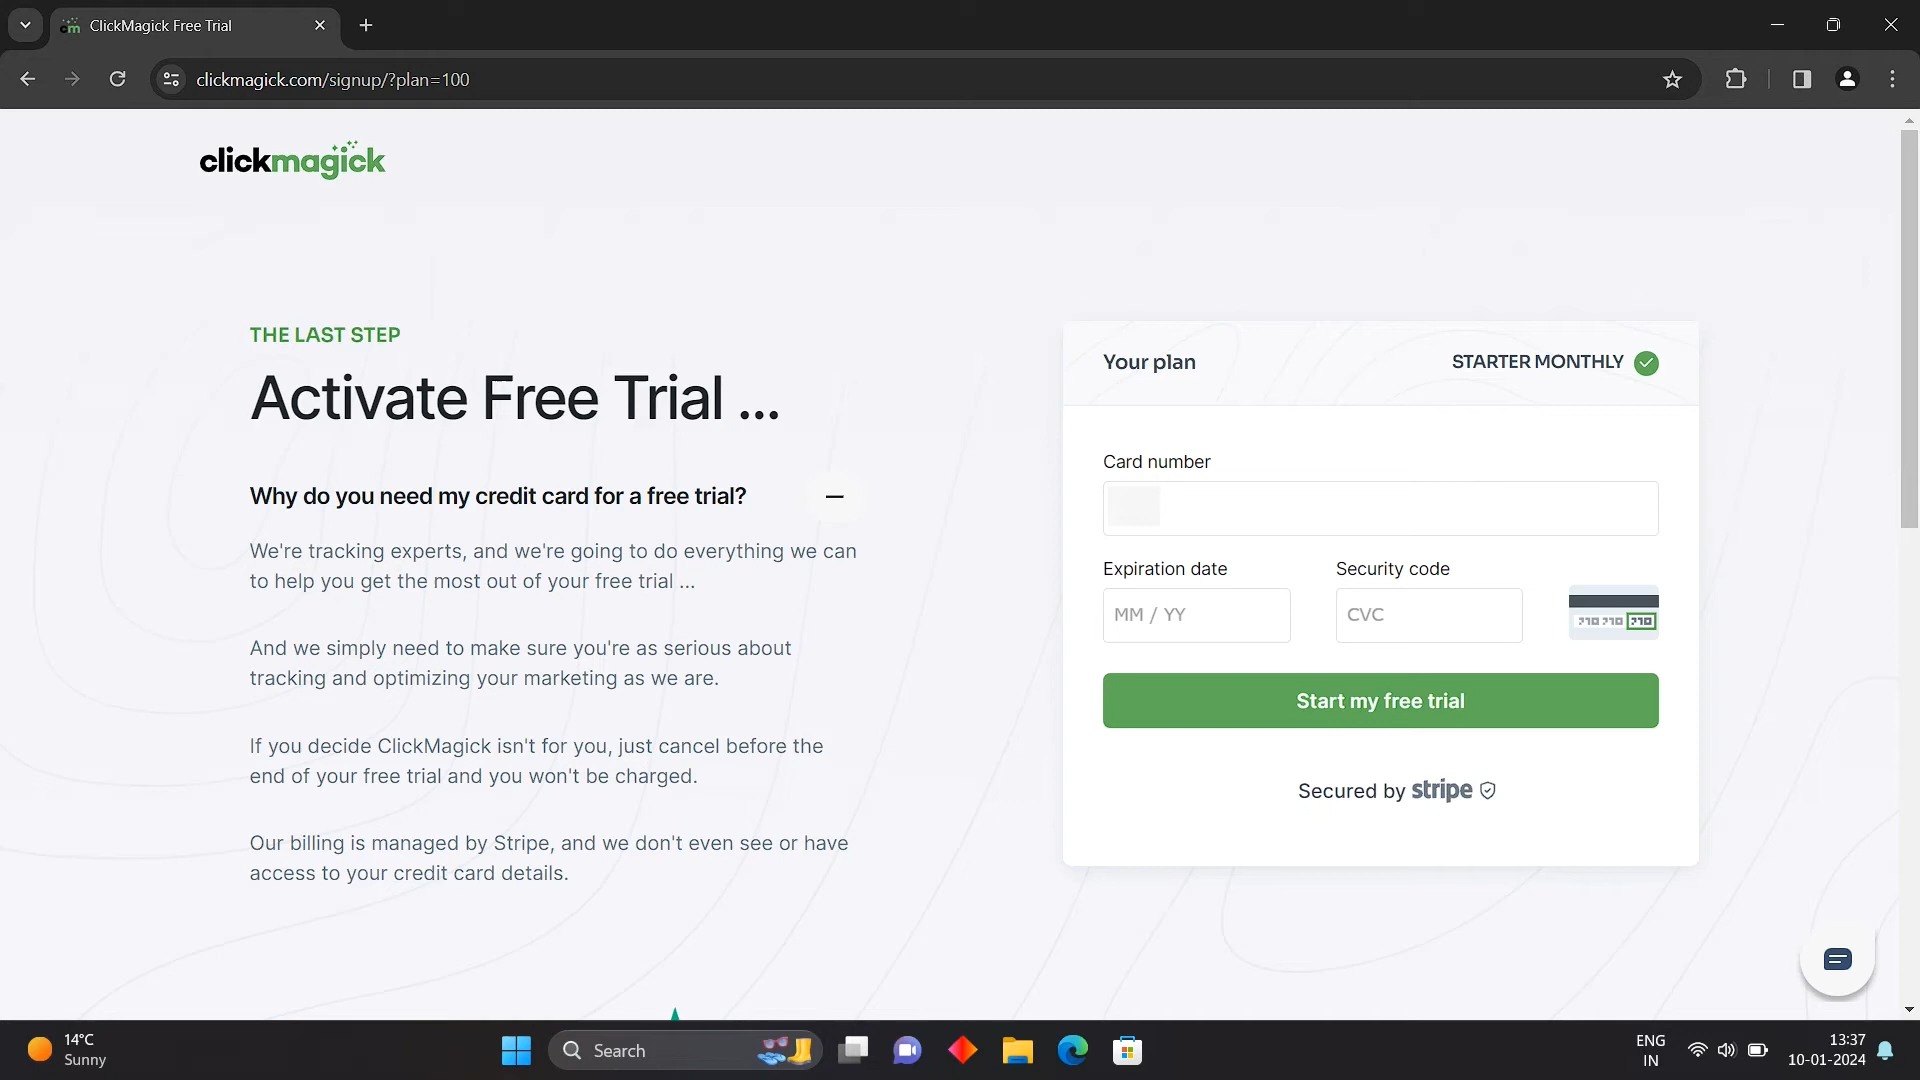 ClickMagick Free Trial
clickmagick.com/signup/?plan=100
clickmagick
THE LAST STEP
Activate Free Trial ...
Why do you need my credit card for a free trial?
We're tracking experts, and we're going to do everything we can
to help you get the most out of your free trial ...
And we simply need to make sure you're as serious about
tracking and optimizing your marketing as we are.
If you decide ClickMagick isn't for you, just cancel before the
end of your free trial and you won't be charged.
Our billing is managed by Stripe, and we don't even see or have
access to your credit card details.
Your plan
STARTER MONTHLY
Card number
Expiration date
Security code
MM / YY
CVC
Start my free trial
Secured by stripe
14°C
Sunny
Search
ENG
IN
13:37
10-01-2024